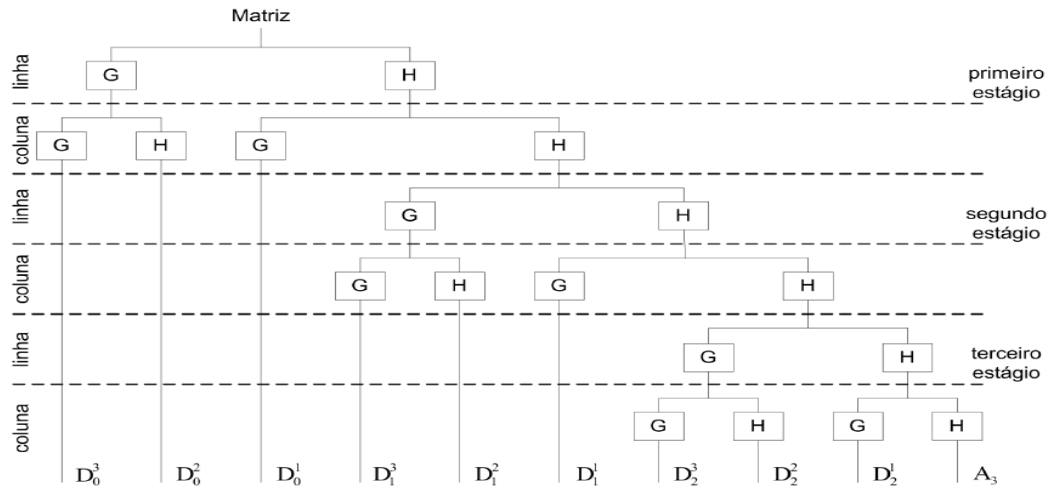 Matriz
linha
G H
primeiro
estágio
coluna
G H G H
linha
G H
segundo
estágio
coluna
G H G H
linha
G H
terceiro
estágio
coluna
G H G H
D₀³ D₀² D₀¹ D₁³ D₁² D₁¹ D₂³ D₂² D₂¹ A₃